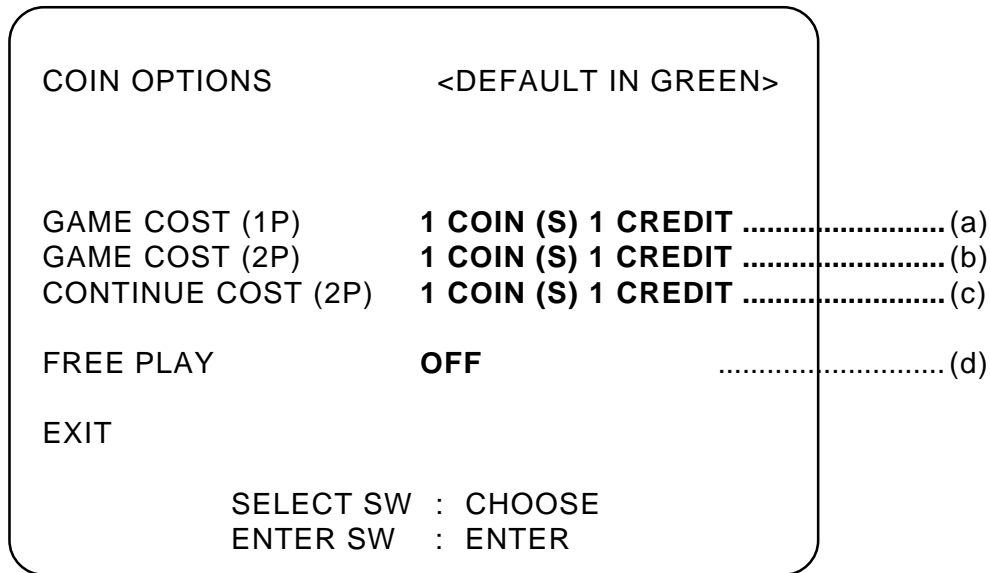 COIN OPTIONS <DEFAULT IN GREEN>
GAME COST (1P) 1 COIN (S) 1 CREDIT ......................... (a)
GAME COST (2P) 1 COIN (S) 1 CREDIT ......................... (b)
CONTINUE COST (2P) 1 COIN (S) 1 CREDIT ......................... (c)
FREE PLAY OFF ............................ (d)
EXIT
SELECT SW : CHOOSE
ENTER SW : ENTER